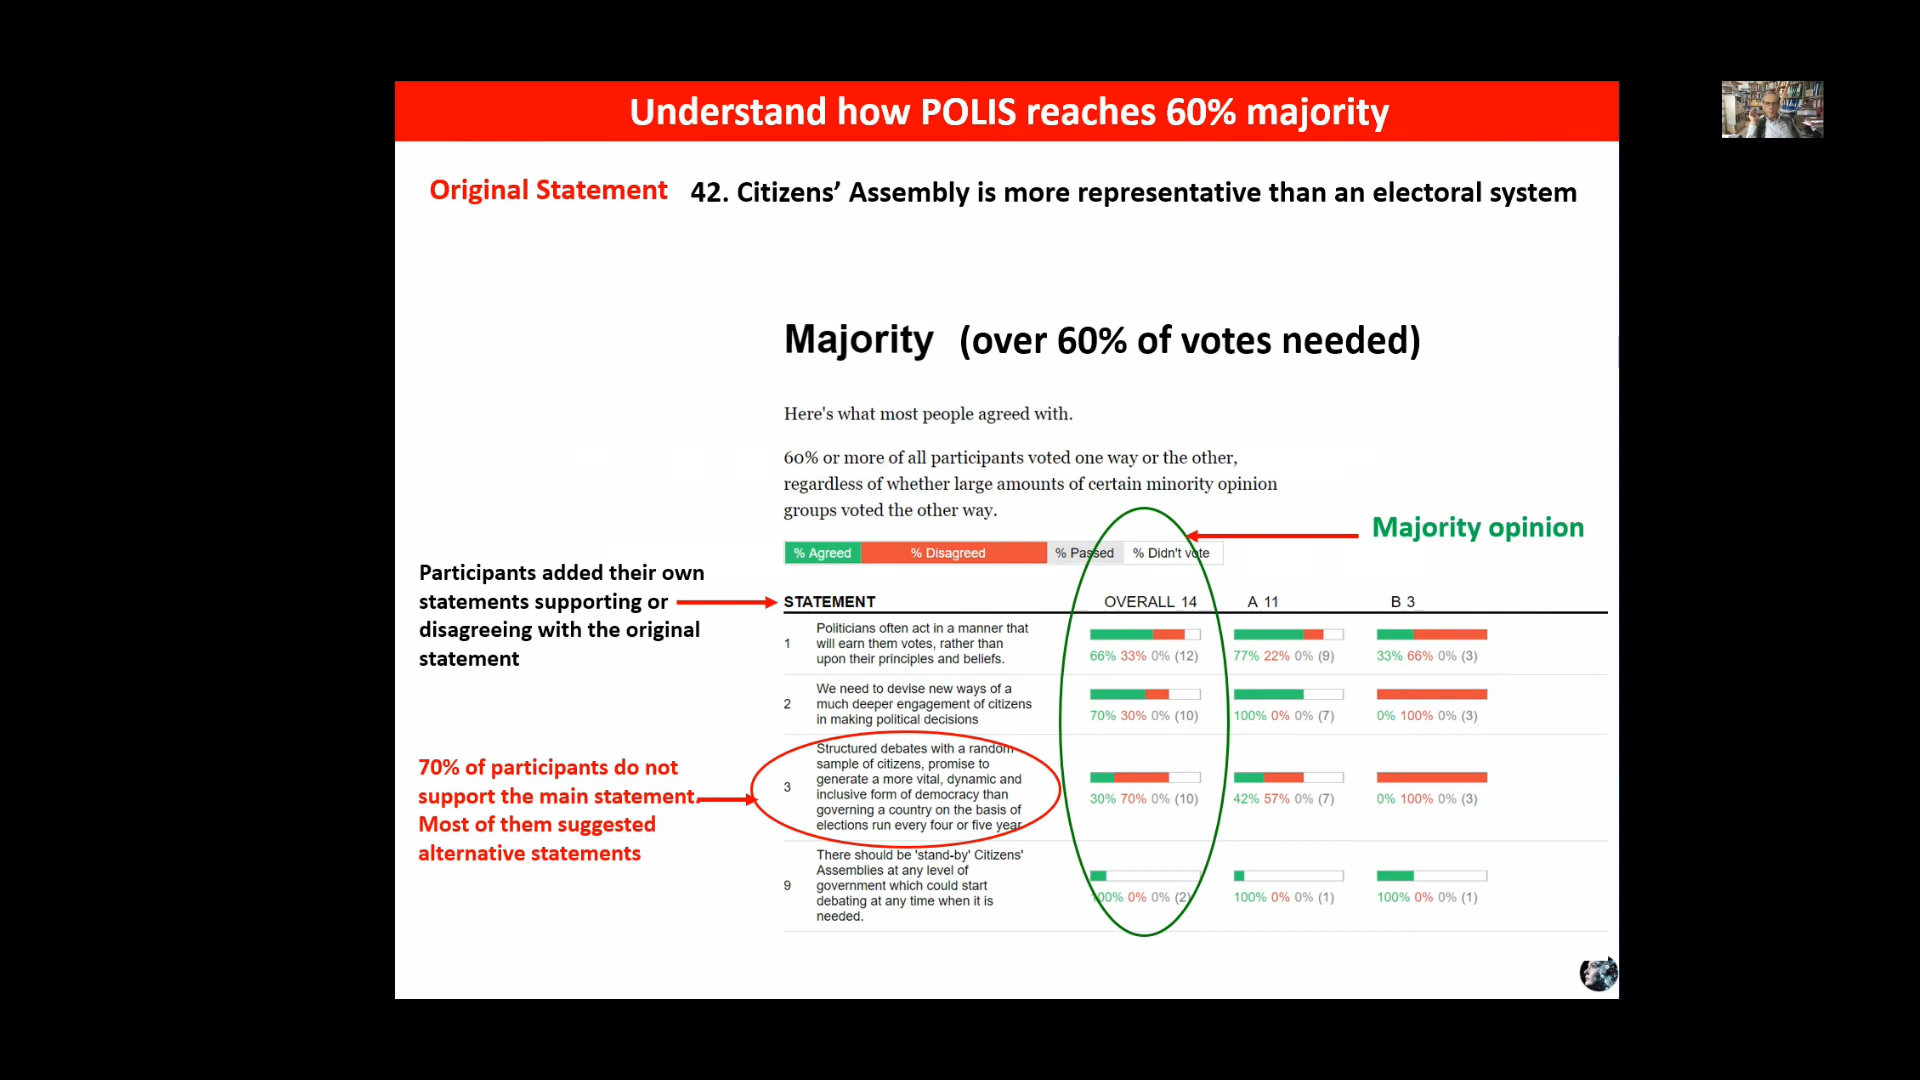 Understand how POLIS reaches 60% majority
Original Statement 42. Citizens’ Assembly is more representative than an electoral system
Majority (over 60% of votes needed)
Here's what most people agreed with.
60% or more of all participants voted one way or the other,
regardless of whether large amounts of certain minority opinion
groups voted the other way.
Majority opinion
% Agreed % Disagreed % Passed % Didn't vote
Participants added their own
statements supporting or
disagreeing with the original
statement
STATEMENT OVERALL 14 A 11 B 3
1
Politicians often act in a manner that
will earn them votes, rather than
upon their principles and beliefs.
66% 33% 0% (12) 77% 22% 0% (9) 33% 66% 0% (3)
2
We need to devise new ways of a
much deeper engagement of citizens
in making political decisions
70% 30% 0% (10) 100% 0% 0% (7) 0% 100% 0% (3)
70% of participants do not
support the main statement.
Most of them suggested
alternative statements
3
Structured debates with a random
sample of citizens, promise to
generate a more vital, dynamic and
inclusive form of democracy than
governing a country on the basis of
elections run every four or five year
30% 70% 0% (10) 42% 57% 0% (7) 0% 100% 0% (3)
9
There should be 'stand-by' Citizens'
Assemblies at any level of
government which could start
debating at any time when it is
needed.
100% 0% 0% (2) 100% 0% 0% (1) 100% 0% 0% (1)